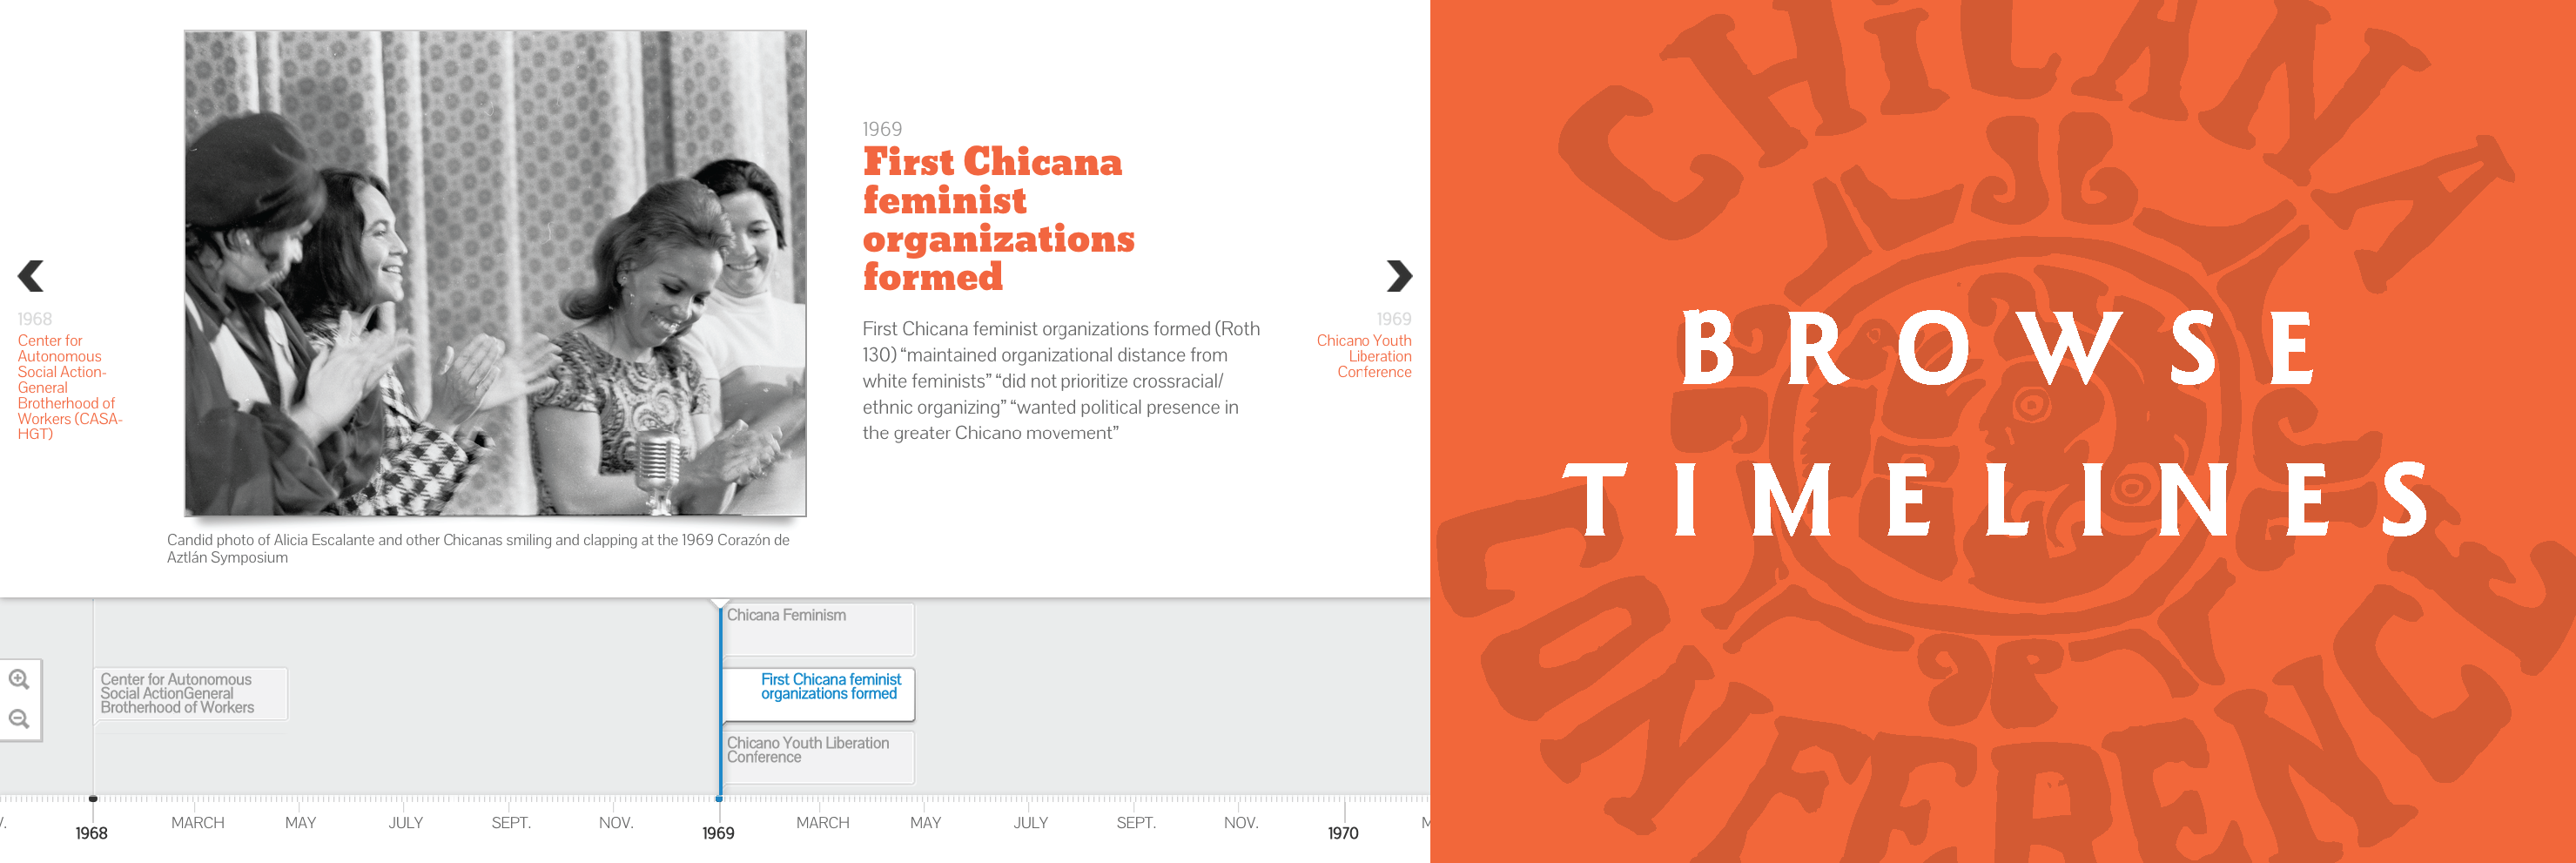 1969
First Chicana
feminist
organizations
formed
First Chicana feminist organizations formed (Roth
130) “maintained organizational distance from
white feminists” “did not prioritize crossracial/
ethnic organizing” “wanted political presence in
the greater Chicano movement”
1968
Center for
Autonomous
Social Action-
General
Brotherhood of
Workers (CASA-
HGT)
1969
Chicano Youth
Liberation
Conference
Candid photo of Alicia Escalante and other Chicanas smiling and clapping at the 1969 Corazón de
Aztlán Symposium
Chicana Feminism
Center for Autonomous
Social ActionGeneral
Brotherhood of Workers
First Chicana feminist
organizations formed
Chicano Youth Liberation
Conference
V.
1968
MARCH
MAY
JULY
SEPT.
NOV.
1969
MARCH
MAY
JULY
SEPT.
NOV.
1970
M
CHiCANA
BROWSE
TIMELINES
CONFERENCE